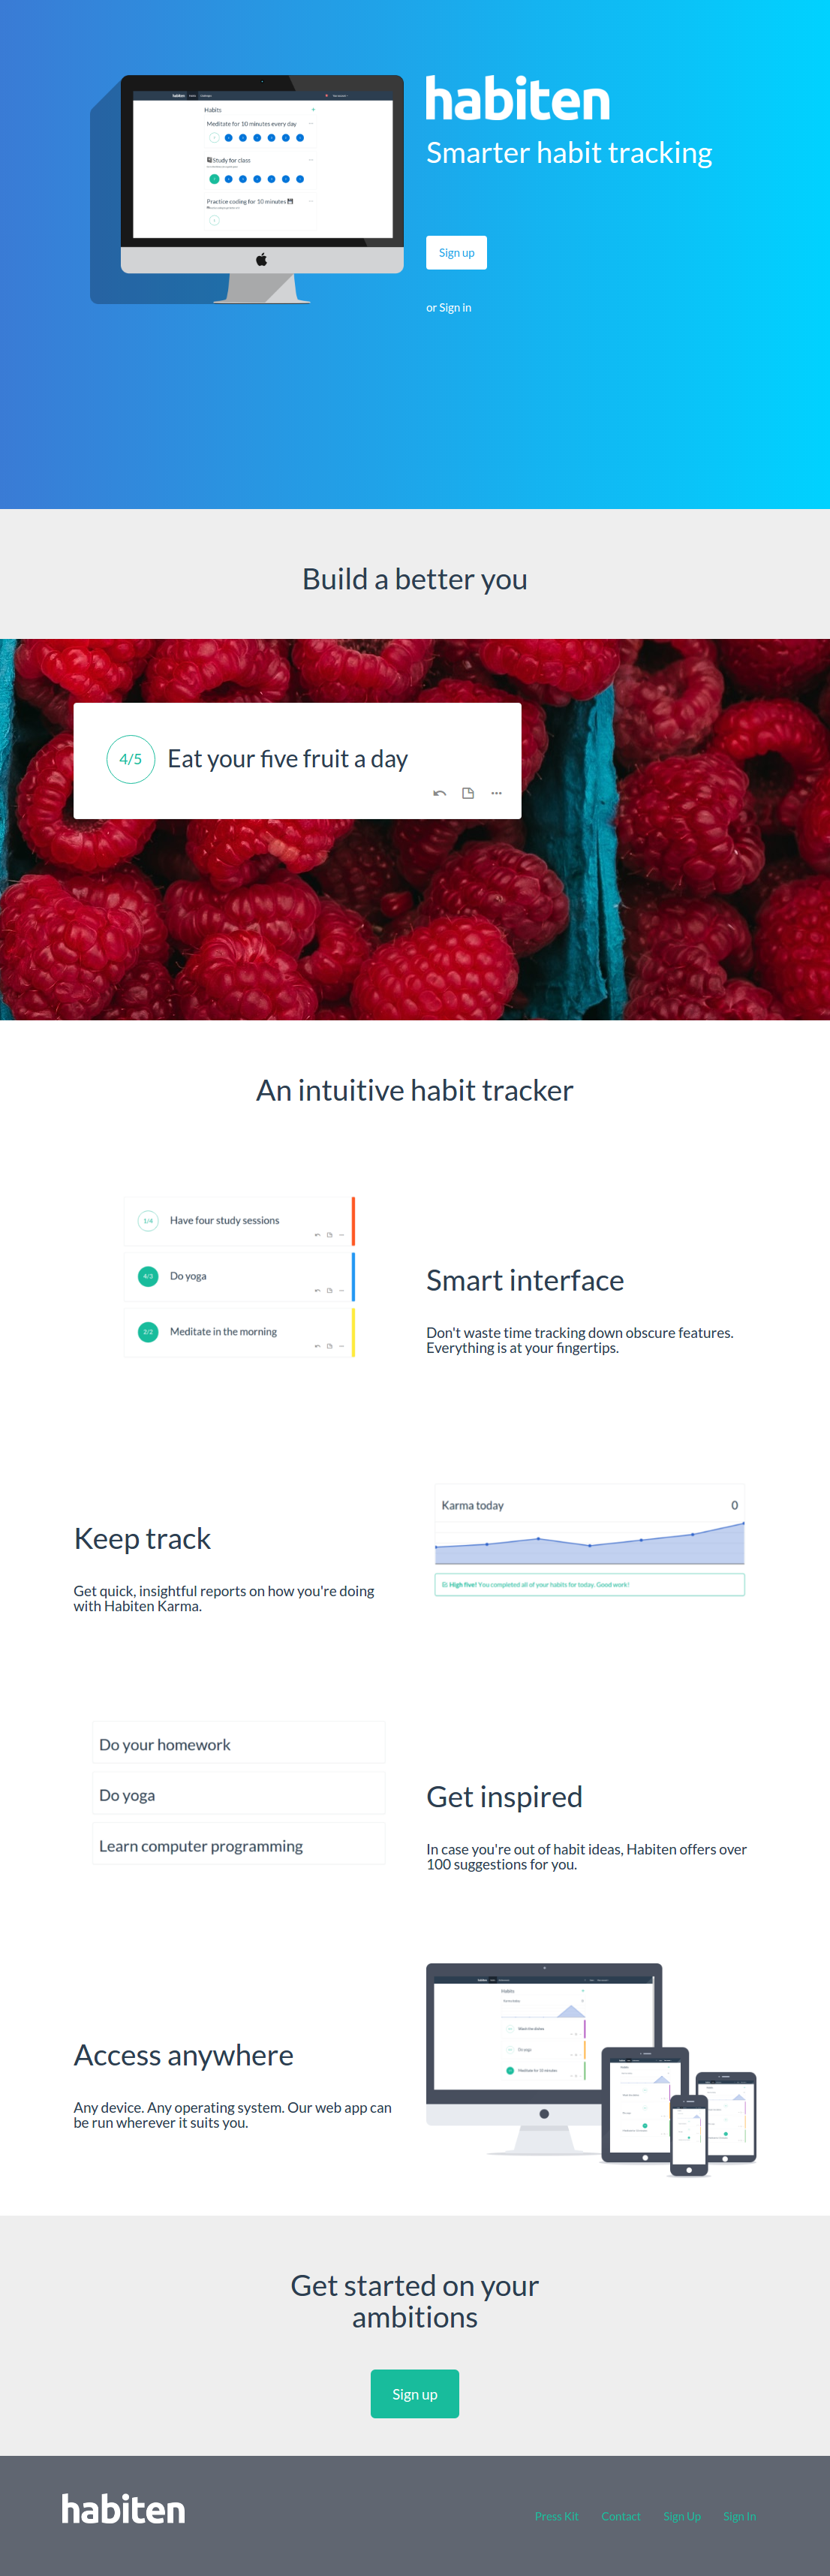 habiten
Smarter habit tracking
Habits
Meditate for 10 minutes every day
Study for class
Practice coding for 10 minutes
Sign up
or Sign in
Build a better you
4/5
Eat your five fruit a day
An intuitive habit tracker
1/4
Have four study sessions
4/3
Do yoga
2/2
Meditate in the morning
Smart interface
Don't waste time tracking down obscure features.
Everything is at your fingertips.
Keep track
Get quick, insightful reports on how you're doing
with Habiten Karma.
Karma today
0
High five! You completed all of your habits for today. Good work!
Do your homework
Do yoga
Learn computer programming
Get inspired
In case you're out of habit ideas, Habiten offers over
100 suggestions for you.
Access anywhere
Any device. Any operating system. Our web app can
be run wherever it suits you.
Habits
Do yoga
Meditate for 10 minutes
Get started on your
ambitions
Sign up
habiten
Press Kit
Contact
Sign Up
Sign In